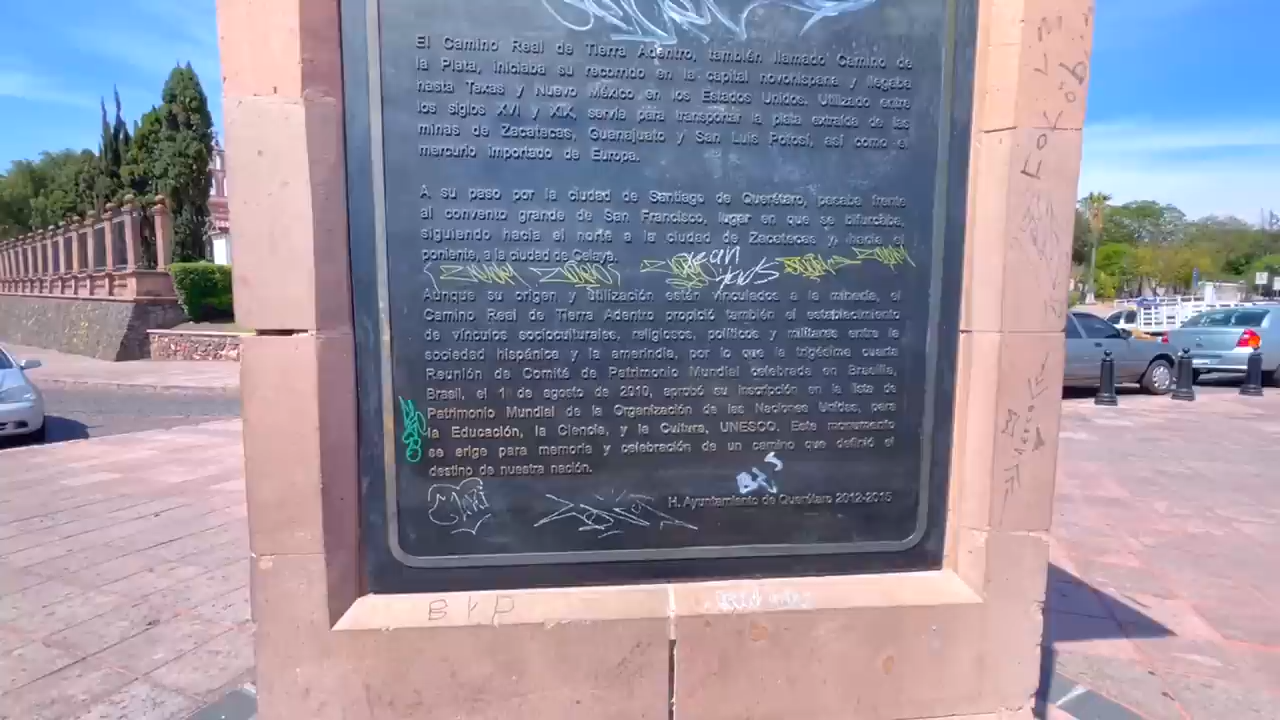 El Camino Real de Tierra Adentro, también llamado Camino de
la Plata, iniciaba su recorrido en la capital novohispana y llegaba
hasta Texas y Nuevo México en los Estados Unidos. Utilizado entre
los siglos XVI y XIX, servía para transportar la plata extraída de las
minas de Zacatecas, Guanajuato y San Luis Potosí, así como el
mercurio importado de Europa.
A su paso por la ciudad de Santiago de Querétaro, pasaba frente
al convento grande de San Francisco, lugar en que se bifurcaba,
siguiendo hacia el norte a la ciudad de Zacatecas y hacia el
poniente, a la ciudad de Celaya.
Aunque su origen y utilización están vinculados a la minería, el
Camino Real de Tierra Adentro propició también el establecimiento
de vínculos socioculturales, religiosos, políticos y militares entre la
sociedad hispánica y la amerindia, por lo que la trigésima cuarta
Reunión de Comité de Patrimonio Mundial celebrada en Brasilia,
Brasil, el 1° de agosto de 2010, aprobó su inscripción en la lista de
Patrimonio Mundial de la Organización de las Naciones Unidas, para
la Educación, la Ciencia, y la Cultura, UNESCO. Este monumento
se erige para memoria y celebración de un camino que definió el
destino de nuestra nación.
H. Ayuntamiento de Querétaro 2012-2015
BYP